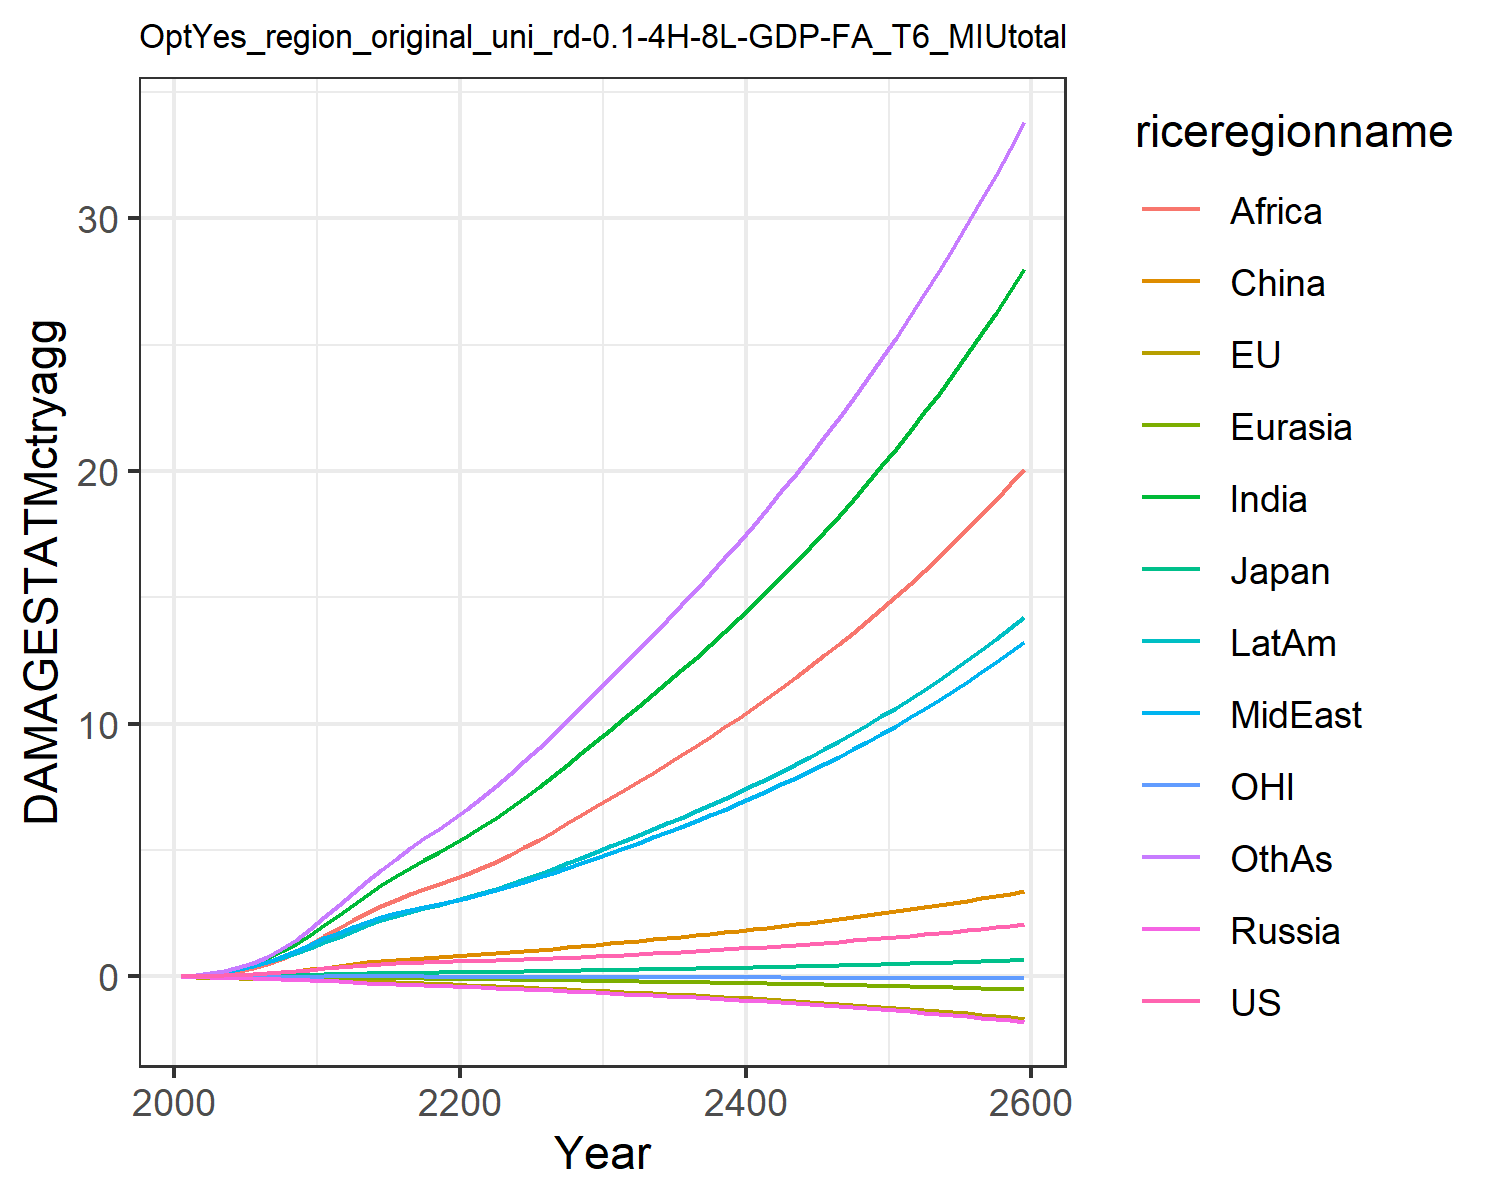 OptYes_region_original_uni_rd-0.1-4H-8L-GDP-FA_T6_MIUtotal
DAMAGESTATMctryagg
30
20
10
0
2000 2200 2400 2600
Year
riceregionname
Africa
China
EU
Eurasia
India
Japan
LatAm
MidEast
OHI
OthAs
Russia
US